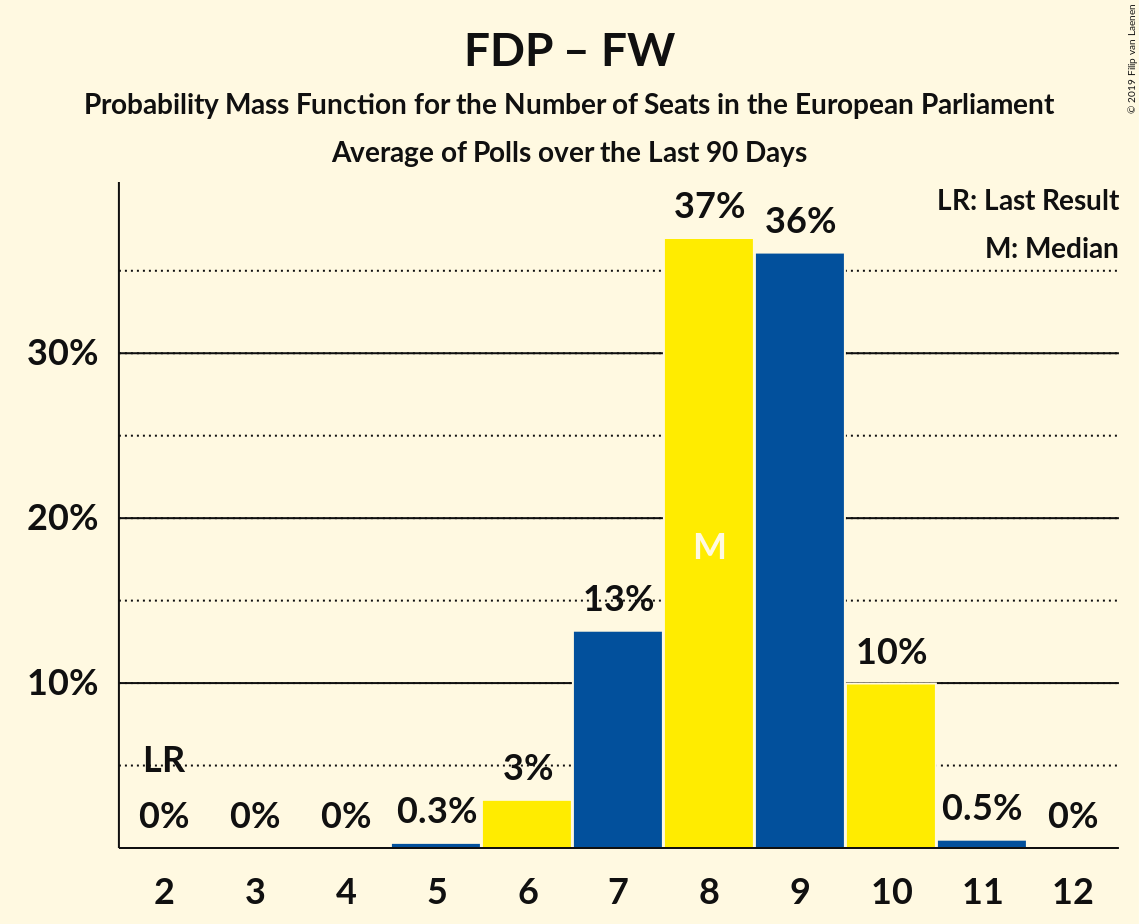 FDP – FW
Probability Mass Function for the Number of Seats in the European Parliament
Average of Polls over the Last 90 Days
© 2019 Filip van Laenen
LR: Last Result
M: Median
37%
36%
30%
20%
M
13%
10%
10%
LR
3%
0%
0%
0%
0.3%
0.5%
0%
2 3 4 5 6 7 8 9 10 11 12